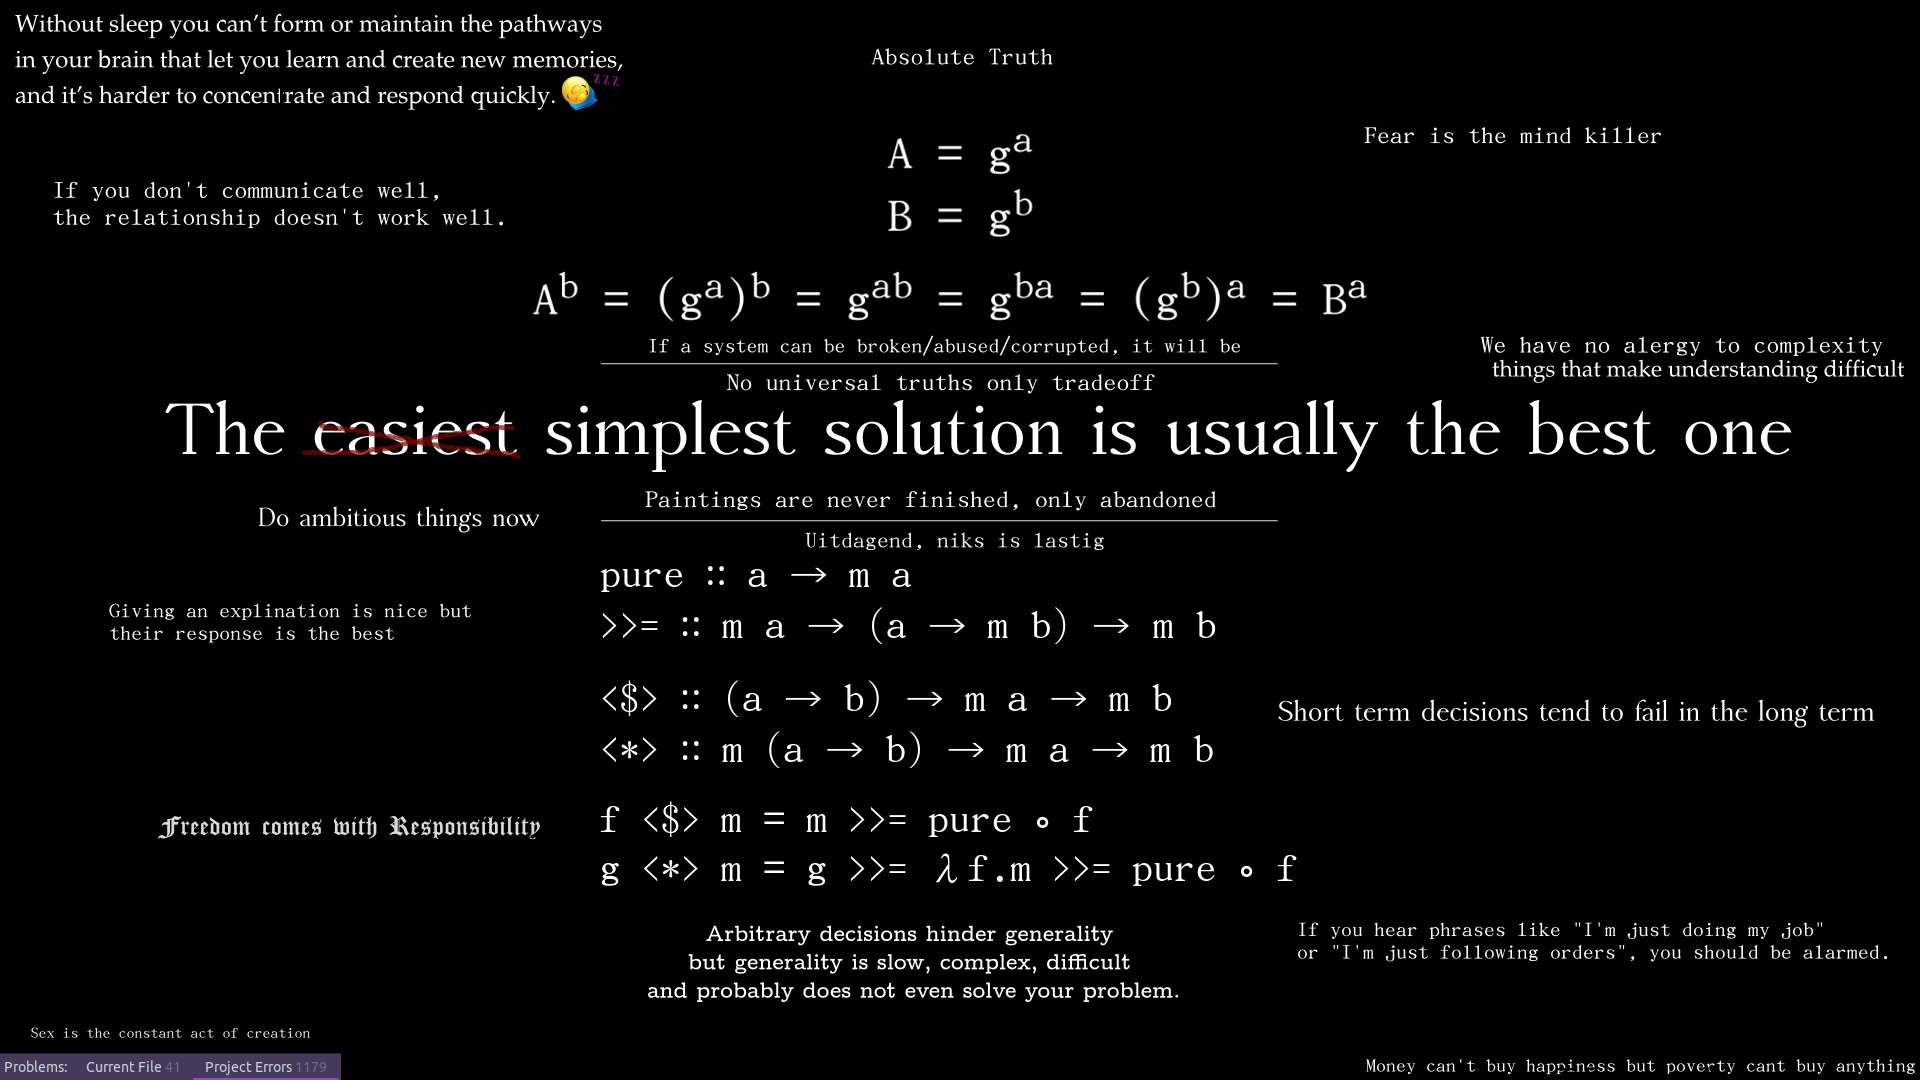 Without sleep you can’t form or maintain the pathways
in your brain that let you learn and create new memories,
and it’s harder to concentrate and respond quickly. 🥱 zzz
Absolute Truth
Fear is the mind killer
A = gᵃ
B = gᵇ
If you don't communicate well,
the relationship doesn't work well.
Aᵇ = (gᵃ)ᵇ = gᵃᵇ = gᵇᵃ = (gᵇ)ᵃ = Bᵃ
If a system can be broken/abused/corrupted, it will be
We have no alergy to complexity
things that make understanding difficult
No universal truths only tradeoff
The easiest simplest solution is usually the best one
Paintings are never finished, only abandoned
Do ambitious things now
Uitdagend, niks is lastig
pure :: a → m a
>>= :: m a → (a → m b) → m b
Giving an explination is nice but
their response is the best
<$> :: (a → b) → m a → m b
<*> :: m (a → b) → m a → m b
Short term decisions tend to fail in the long term
f <$> m = m >>= pure ∘ f
g <*> m = g >>= λf.m >>= pure ∘ f
Freedom comes with Responsibility
Arbitrary decisions hinder generality
but generality is slow, complex, difficult
and probably does not even solve your problem.
If you hear phrases like "I'm just doing my job"
or "I'm just following orders", you should be alarmed.
Sex is the constant act of creation
Problems: Current File 41 Project Errors 1179
Money can't buy happiness but poverty cant buy anything